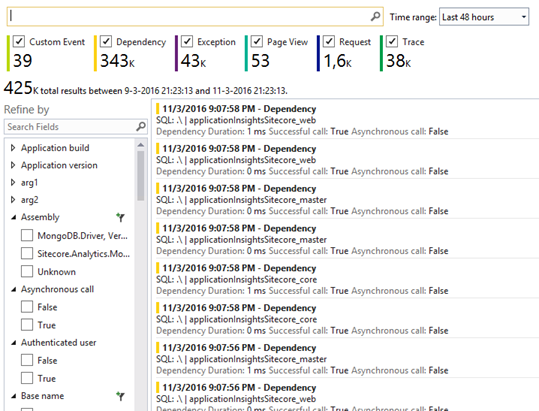 Time range: Last 48 hours
Custom Event Dependency Exception Page View Request Trace
39 343K 43K 53 1,6K 38K
425K total results between 9-3-2016 21:23:13 and 11-3-2016 21:23:13.
Refine by
Search Fields
Application build
Application version
arg1
arg2
Assembly
MongoDB.Driver, Ver...
Sitecore.Analytics.Mo...
Unknown
Asynchronous call
False
True
Authenticated user
False
True
Base name
11/3/2016 9:07:58 PM - Dependency
SQL: .\ | applicationInsightsSitecore_web
Dependency Duration: 1 ms Successful call: True Asynchronous call: False
11/3/2016 9:07:58 PM - Dependency
SQL: .\ | applicationInsightsSitecore_web
Dependency Duration: 0 ms Successful call: True Asynchronous call: False
11/3/2016 9:07:58 PM - Dependency
SQL: .\ | applicationInsightsSitecore_master
Dependency Duration: 0 ms Successful call: True Asynchronous call: False
11/3/2016 9:07:58 PM - Dependency
SQL: .\ | applicationInsightsSitecore_master
Dependency Duration: 0 ms Successful call: True Asynchronous call: False
11/3/2016 9:07:58 PM - Dependency
SQL: .\ | applicationInsightsSitecore_core
Dependency Duration: 1 ms Successful call: True Asynchronous call: False
11/3/2016 9:07:58 PM - Dependency
SQL: .\ | applicationInsightsSitecore_core
Dependency Duration: 0 ms Successful call: True Asynchronous call: False
11/3/2016 9:07:56 PM - Dependency
SQL: .\ | applicationInsightsSitecore_master
Dependency Duration: 1 ms Successful call: True Asynchronous call: False
11/3/2016 9:07:56 PM - Dependency
SQL: .\ | applicationInsightsSitecore_web